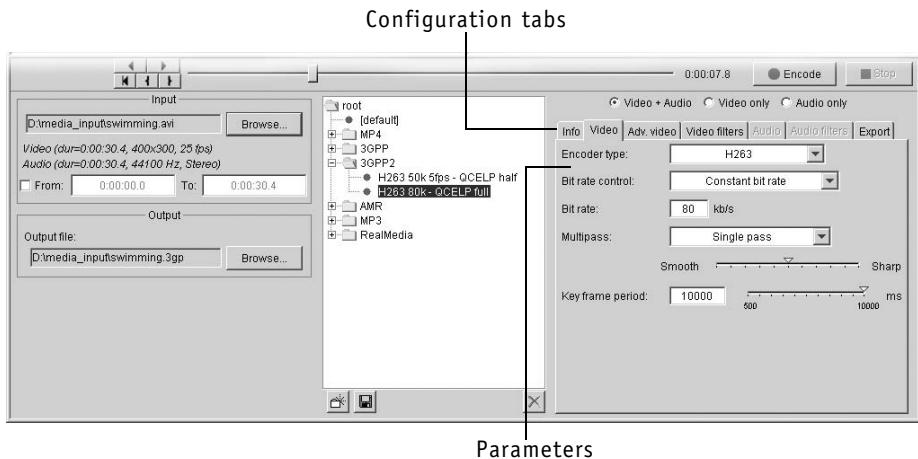 Configuration tabs
0:00:07.8
Encode
Stop
Input
D:\media_input\swimming.avi
Browse...
Video (dur=0:00:30.4, 400x300, 25 fps)
Audio (dur=0:00:30.4, 44100 Hz, Stereo)
From: 0:00:00.0 To: 0:00:30.4
Output
Output file:
D:\media_input\swimming.3gp
Browse...
root
[default]
MP4
3GPP
3GPP2
H263 50k 5fps - QCELP half
H263 80k - QCELP full
AMR
MP3
RealMedia
Video + Audio Video only Audio only
Info Video Adv. video Video filters Audio Audio filters Export
Encoder type: H263
Bit rate control: Constant bit rate
Bit rate: 80 kb/s
Multipass: Single pass
Smooth Sharp
Key frame period: 10000 ms
500 10000
Parameters